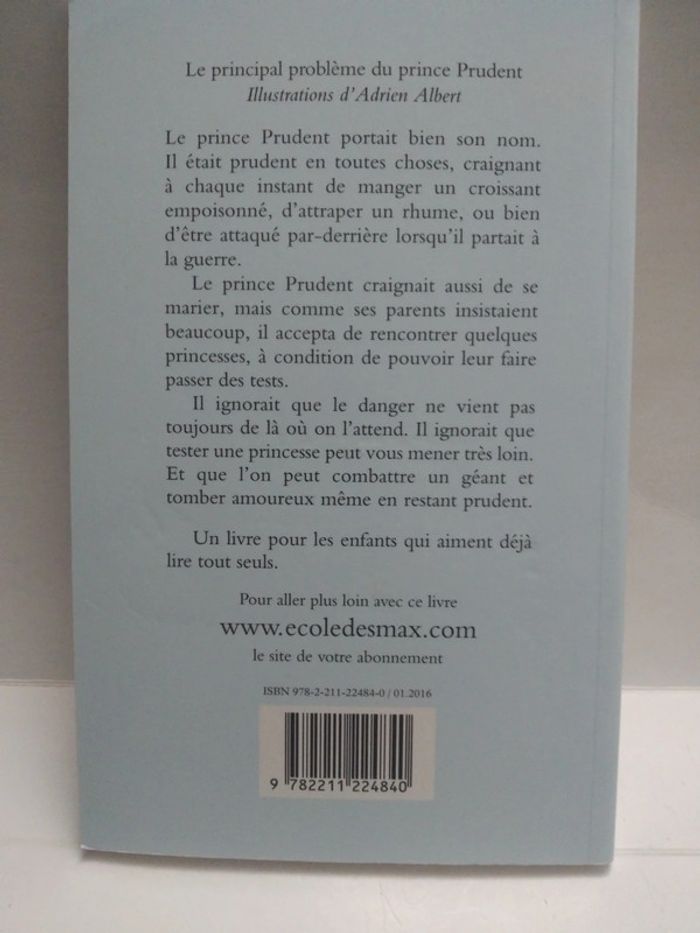 Le principal problème du prince Prudent
Illustrations d'Adrien Albert
Le prince Prudent portait bien son nom.
Il était prudent en toutes choses, craignant
à chaque instant de manger un croissant
empoisonné, d'attraper un rhume, ou bien
d'être attaqué par-derrière lorsqu'il partait à
la guerre.
Le prince Prudent craignait aussi de se
marier, mais comme ses parents insistaient
beaucoup, il accepta de rencontrer quelques
princesses, à condition de pouvoir leur faire
passer des tests.
Il ignorait que le danger ne vient pas
toujours de là où on l'attend. Il ignorait que
tester une princesse peut vous mener très loin.
Et que l'on peut combattre un géant et
tomber amoureux même en restant prudent.
Un livre pour les enfants qui aiment déjà
lire tout seuls.
Pour aller plus loin avec ce livre
www.ecoledesmax.com
le site de votre abonnement
ISBN 978-2-211-22484-0 / 01.2016
9 782211 224840